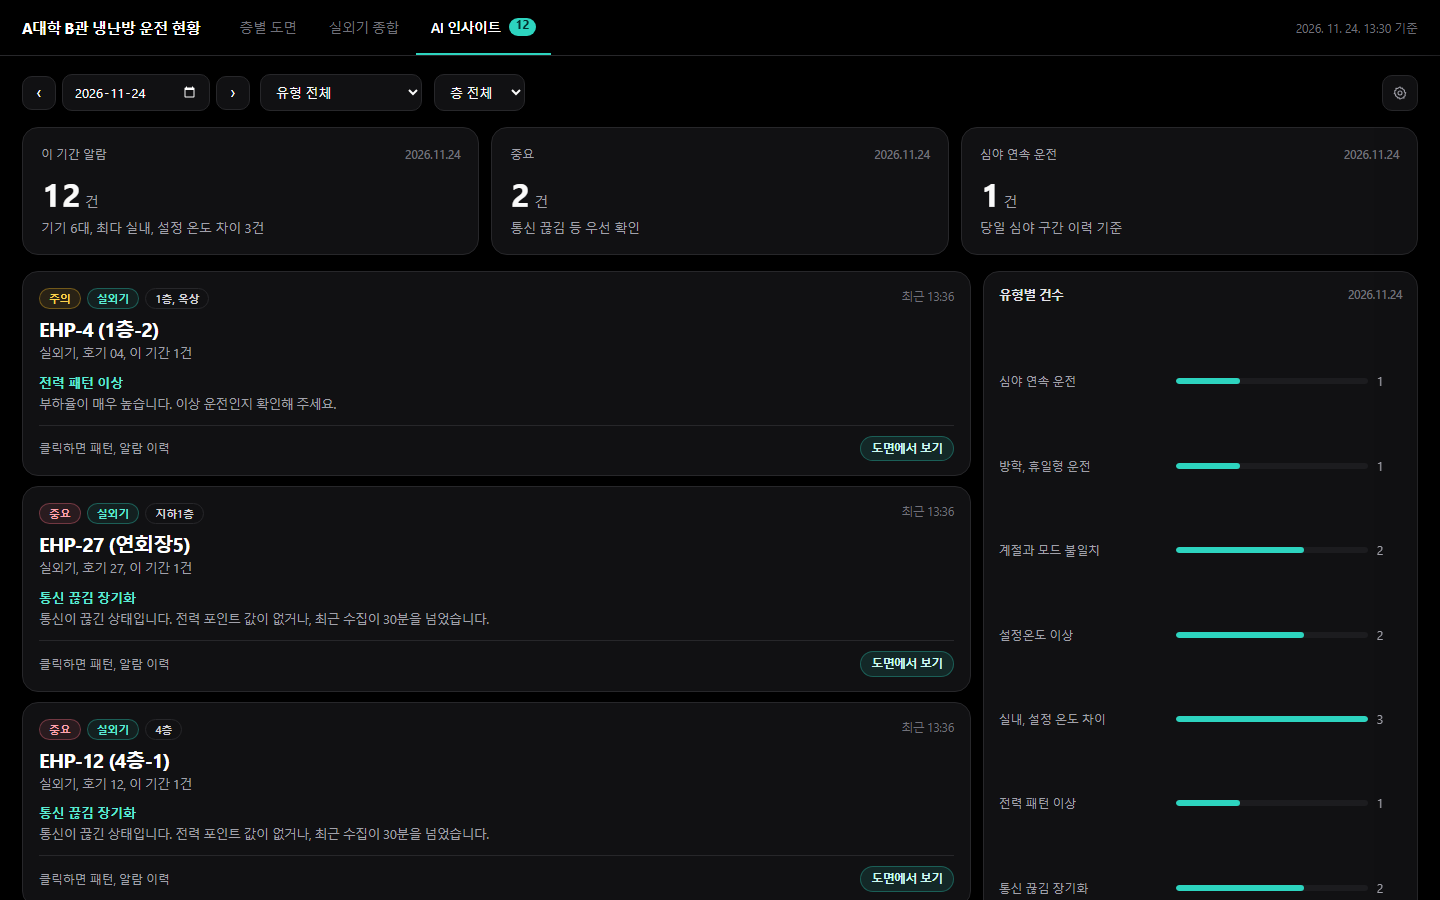 A대학 B관 냉난방 운전 현황
층별 도면
실외기 종합
AI 인사이트 12
2026. 11. 24. 13:30 기준
‹
2026-11-24
›
유형 전체
층 전체
이 기간 알람
2026.11.24
12 건
기기 6대, 최다 실내, 설정 온도 차이 3건
중요
2026.11.24
2 건
통신 끊김 등 우선 확인
심야 연속 운전
2026.11.24
1 건
당일 심야 구간 이력 기준
주의 실외기 1층, 옥상
최근 13:36
EHP-4 (1층-2)
실외기, 호기 04, 이 기간 1건
전력 패턴 이상
부하율이 매우 높습니다. 이상 운전인지 확인해 주세요.
클릭하면 패턴, 알람 이력
도면에서 보기
중요 실외기 지하1층
최근 13:36
EHP-27 (연회장5)
실외기, 호기 27, 이 기간 1건
통신 끊김 장기화
통신이 끊긴 상태입니다. 전력 포인트 값이 없거나, 최근 수집이 30분을 넘었습니다.
클릭하면 패턴, 알람 이력
도면에서 보기
중요 실외기 4층
최근 13:36
EHP-12 (4층-1)
실외기, 호기 12, 이 기간 1건
통신 끊김 장기화
통신이 끊긴 상태입니다. 전력 포인트 값이 없거나, 최근 수집이 30분을 넘었습니다.
클릭하면 패턴, 알람 이력
도면에서 보기
유형별 건수
2026.11.24
심야 연속 운전 1
방학, 휴일형 운전 1
계절과 모드 불일치 2
설정온도 이상 2
실내, 설정 온도 차이 3
전력 패턴 이상 1
통신 끊김 장기화 2